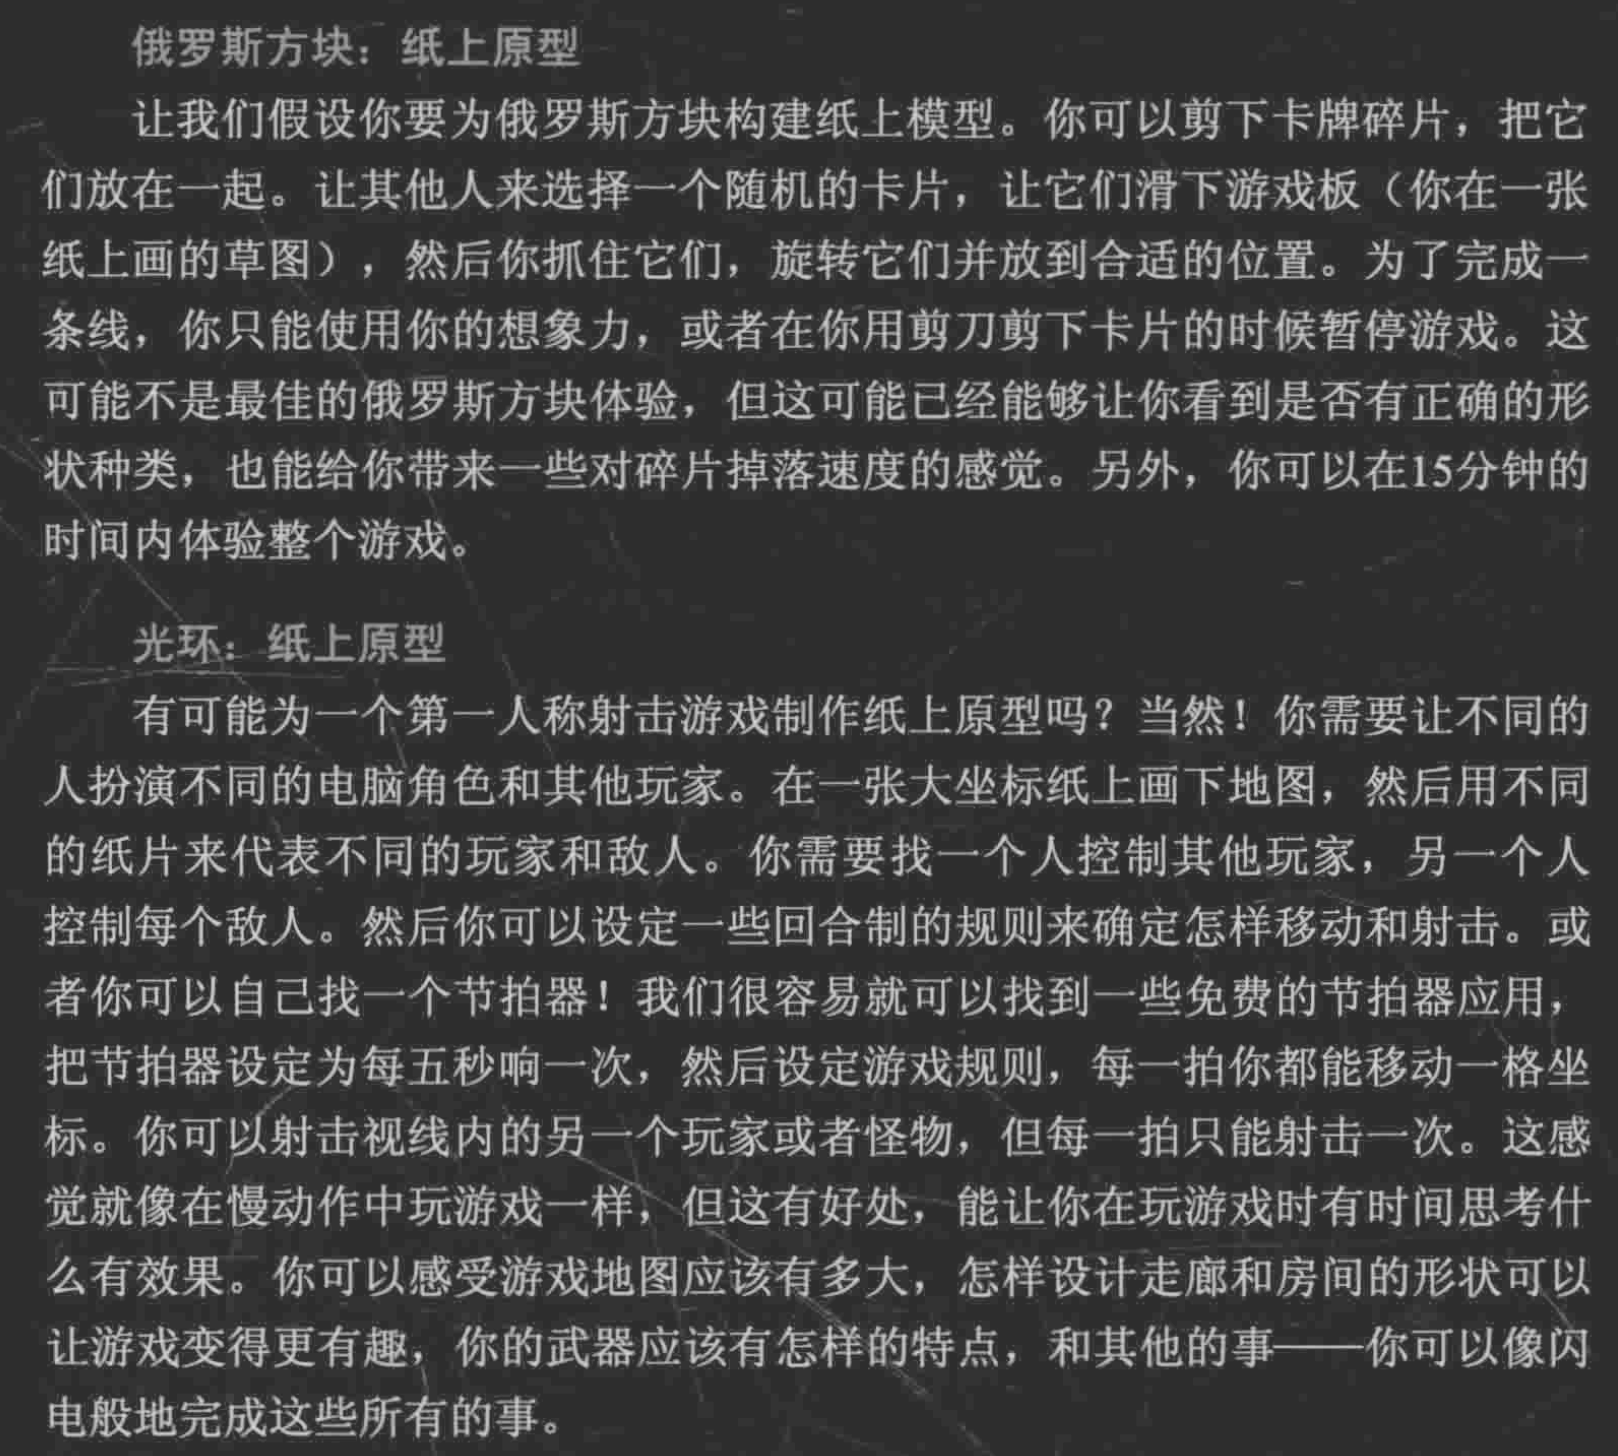 俄罗斯方块：纸上原型
让我们假设你要为俄罗斯方块构建纸上模型。你可以剪下卡牌碎片，把它
们放在一起。让其他人来选择一个随机的卡片，让它们滑下游戏板（你在一张
纸上画的草图），然后你抓住它们，旋转它们并放到合适的位置。为了完成一
条线，你只能使用你的想象力，或者在你用剪刀剪下卡片的时候暂停游戏。这
可能不是最佳的俄罗斯方块体验，但这可能已经能够让你看到是否有正确的形
状种类，也能给你带来一些对碎片掉落速度的感觉。另外，你可以在15分钟的
时间内体验整个游戏。
光环：纸上原型
有可能为一个第一人称射击游戏制作纸上原型吗？当然！你需要让不同的
人扮演不同的电脑角色和其他玩家。在一张大坐标纸上画下地图，然后用不同
的纸片来代表不同的玩家和敌人。你需要找一个人控制其他玩家，另一个人
控制每个敌人。然后你可以设定一些回合制的规则来确定怎样移动和射击。或
者你可以自己找一个节拍器！我们很容易就可以找到一些免费的节拍器应用，
把节拍器设定为每五秒响一次，然后设定游戏规则，每一拍你都能移动一格坐
标。你可以射击视线内的另一个玩家或者怪物，但每一拍只能射击一次。这感
觉就像在慢动作中玩游戏一样，但这有好处，能让你在玩游戏时有时间思考什
么有效果。你可以感受游戏地图应该有多大，怎样设计走廊和房间的形状可以
让游戏变得更有趣，你的武器应该有怎样的特点，和其他的事——你可以像闪
电般地完成这些所有的事。